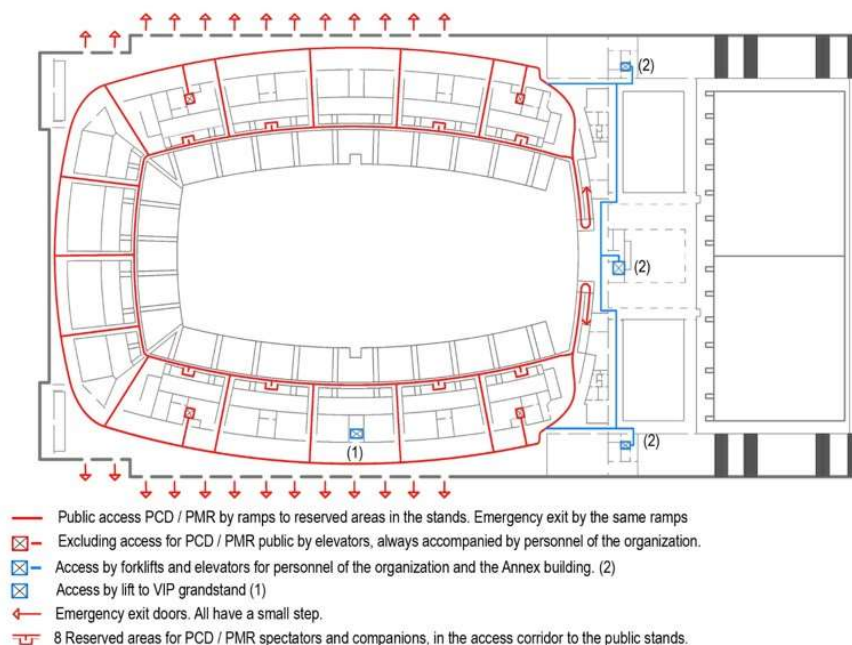 (2)
(2)
(1)
(2)
Public access PCD / PMR by ramps to reserved areas in the stands. Emergency exit by the same ramps
Excluding access for PCD / PMR public by elevators, always accompanied by personnel of the organization.
Access by forklifts and elevators for personnel of the organization and the Annex building. (2)
Access by lift to VIP grandstand (1)
Emergency exit doors. All have a small step.
8 Reserved areas for PCD / PMR spectators and companions, in the access corridor to the public stands.